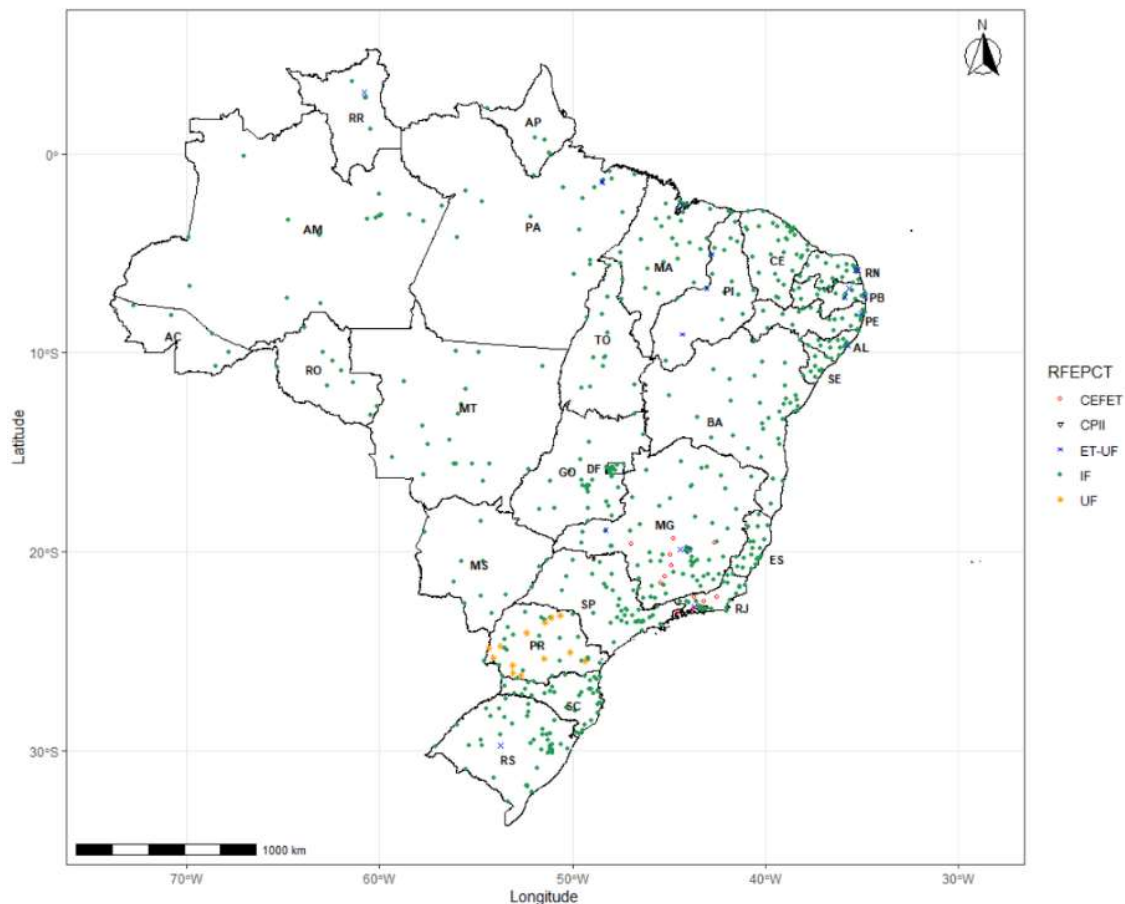 N
RR
AP
0°
AM
PA
MA
CE
RN
PI
PB
PE
AC
TO
AL
10°S
RO
SE
MT
BA
GO
DF
MG
20°S
MS
ES
SP
RJ
PR
SC
30°S
RS
1000 km
70°W
60°W
50°W
40°W
30°W
Longitude
Latitude
RFEPCT
CEFET
CPII
ET-UF
IF
UF